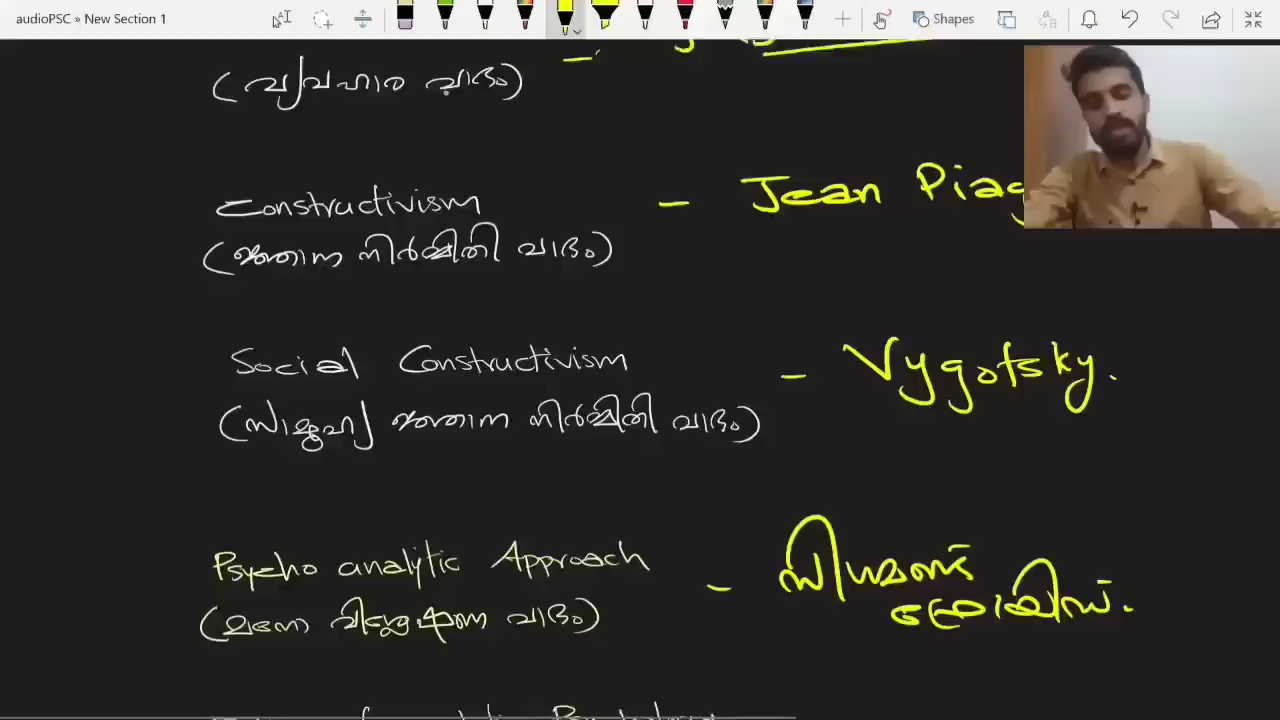 audioPSC » New Section 1
Shapes
(വ്യവഹാര വാദം)
Constructivism - Jean Piag
(ജ്ഞാന നിർമ്മിതി വാദം)
Social Constructivism - Vygotsky.
(സാമൂഹ്യ ജ്ഞാന നിർമ്മിതി വാദം)
Psycho analytic Approach - സിഗ്മണ്ട്
ഫ്രോയിഡ്.
(മനോ വിശ്ലേഷണ വാദം)